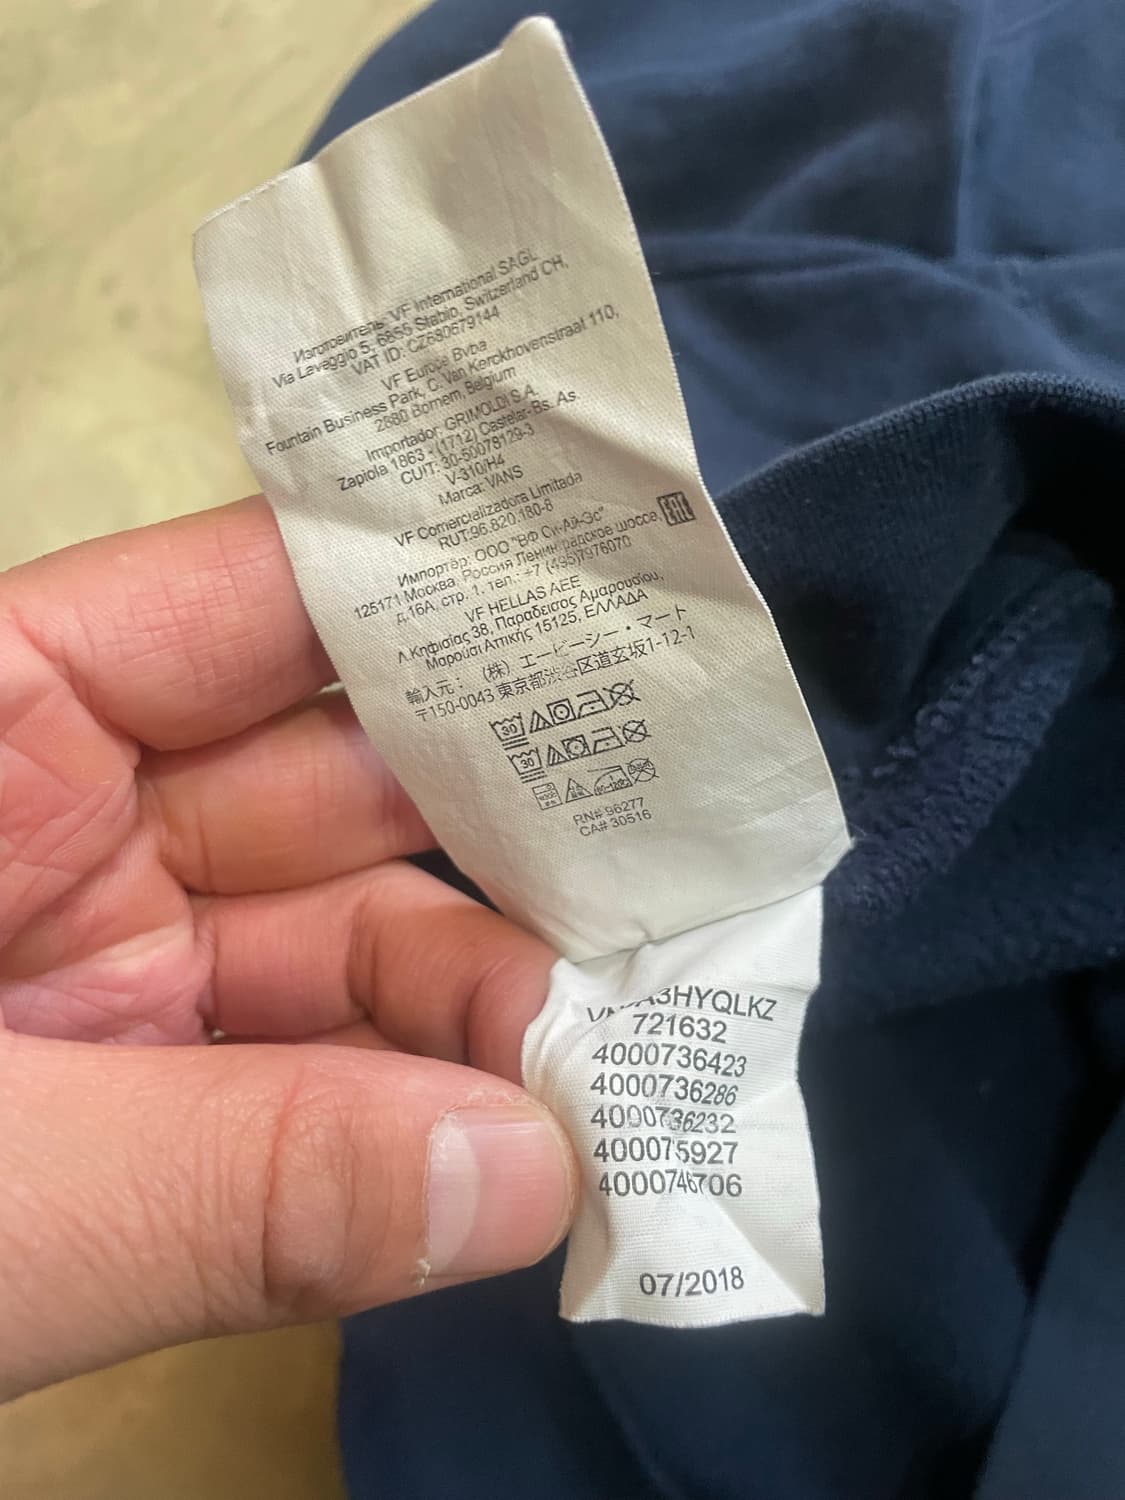 Изготовитель: VF International SAGL
Via Laveggio 5, 6855 Stabio, Switzerland CH,
VAT ID: CZ680679144
VF Europe Bvba
Fountain Business Park, C. Van Kerckhovenstraat 110,
2880 Bornem, Belgium
Importador: GRIMOLDI S.A.
Zapiola 1863 - (1712) Castelar-Bs. As.
CUIT: 30-50078129-3
V-310/H4
Marca: VANS
VF Comercializadora Limitada
RUT:96.820.180-8
Импортёр: ООО "ВФ Си-Ай-Эс"
125171 Москва, Россия Ленинградское шоссе, EAC
д.16А, стр. 1. тел.: +7 (495)7976070
VF HELLAS AEE
Λ.Κηφισίας 38, Παράδεισος Αμαρουσίου,
Μαρούσι Αττικής 15125, ΕΛΛΑΔΑ
輸入元: (株) エービーシー・マート
〒150-0043 東京都渋谷区道玄坂1-12-1
30
30
RN# 96277
CA# 30516
A3HYQLKZ
721632
4000736423
4000736286
4000736232
400075927
4000746706
07/2018